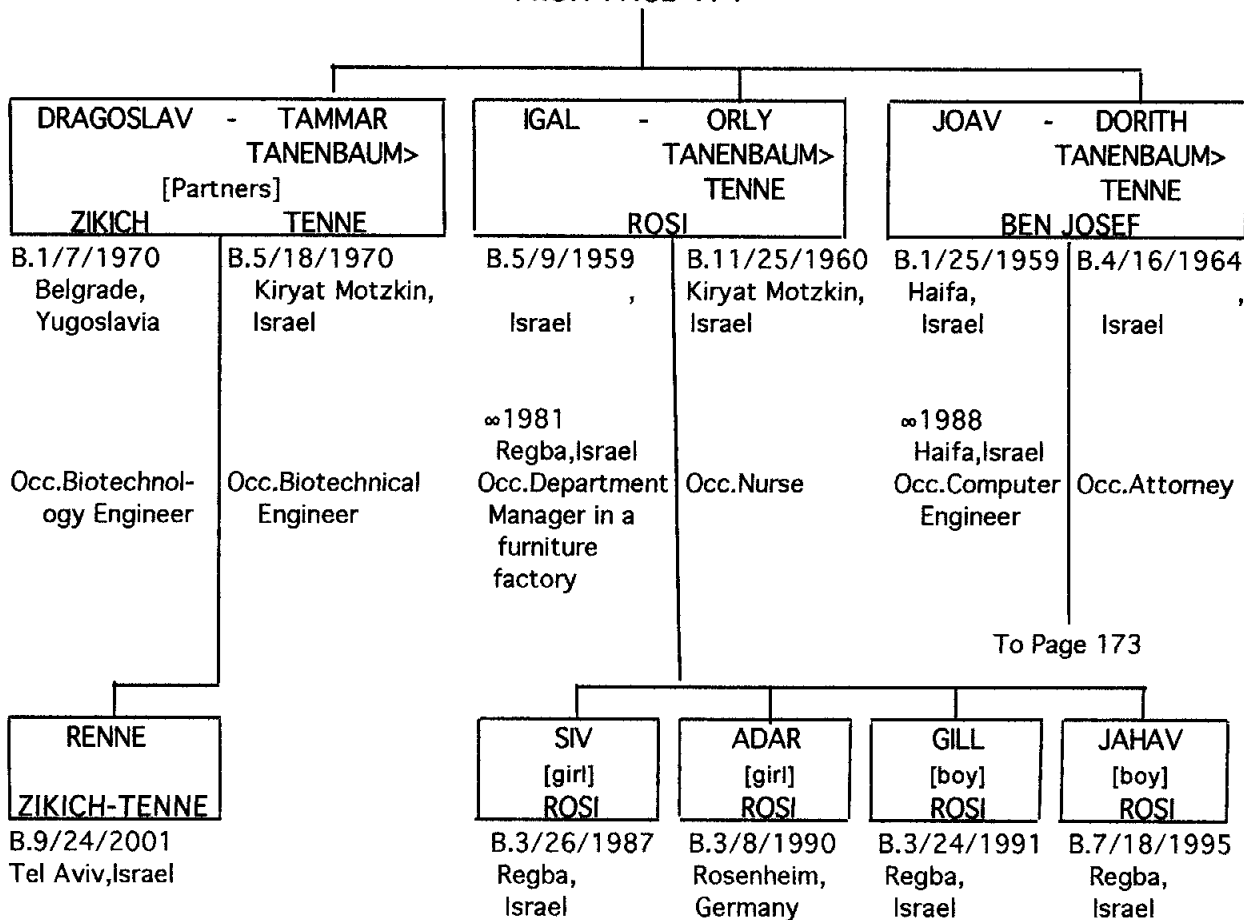 DRAGOSLAV - TAMMAR
TANENBAUM>
[Partners]
ZIKICH TENNE
B.1/7/1970
Belgrade,
Yugoslavia
B.5/18/1970
Kiryat Motzkin,
Israel
Occ.Biotechnol-
ogy Engineer
Occ.Biotechnical
Engineer
IGAL - ORLY
TANENBAUM>
TENNE
ROSI
B.5/9/1959
,
Israel
B.11/25/1960
Kiryat Motzkin,
Israel
∞1981
Regba,Israel
Occ.Department
Manager in a
furniture
factory
Occ.Nurse
JOAV - DORITH
TANENBAUM>
TENNE
BEN JOSEF
B.1/25/1959
Haifa,
Israel
B.4/16/1964
,
Israel
∞1988
Haifa,Israel
Occ.Computer
Engineer
Occ.Attorney
To Page 173
RENNE
ZIKICH-TENNE
B.9/24/2001
Tel Aviv,Israel
SIV
[girl]
ROSI
B.3/26/1987
Regba,
Israel
ADAR
[girl]
ROSI
B.3/8/1990
Rosenheim,
Germany
GILL
[boy]
ROSI
B.3/24/1991
Regba,
Israel
JAHAV
[boy]
ROSI
B.7/18/1995
Regba,
Israel